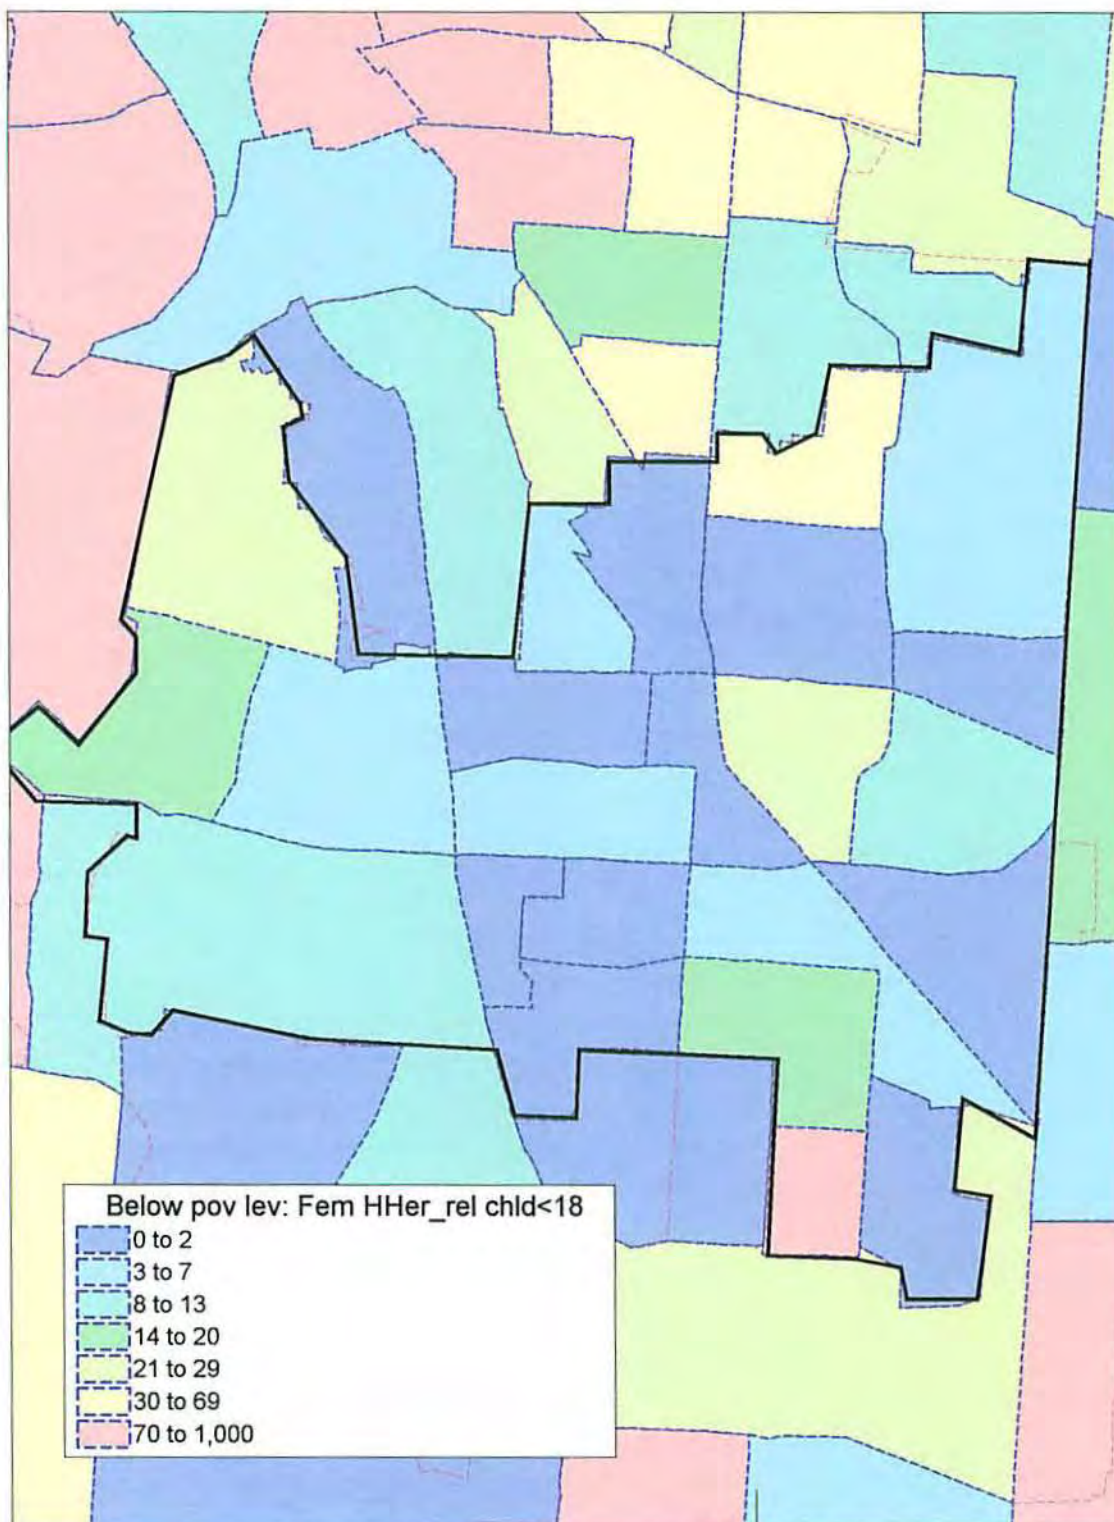 Below pov lev: Fem HHer_rel chld<18
0 to 2
3 to 7
8 to 13
14 to 20
21 to 29
30 to 69
70 to 1,000